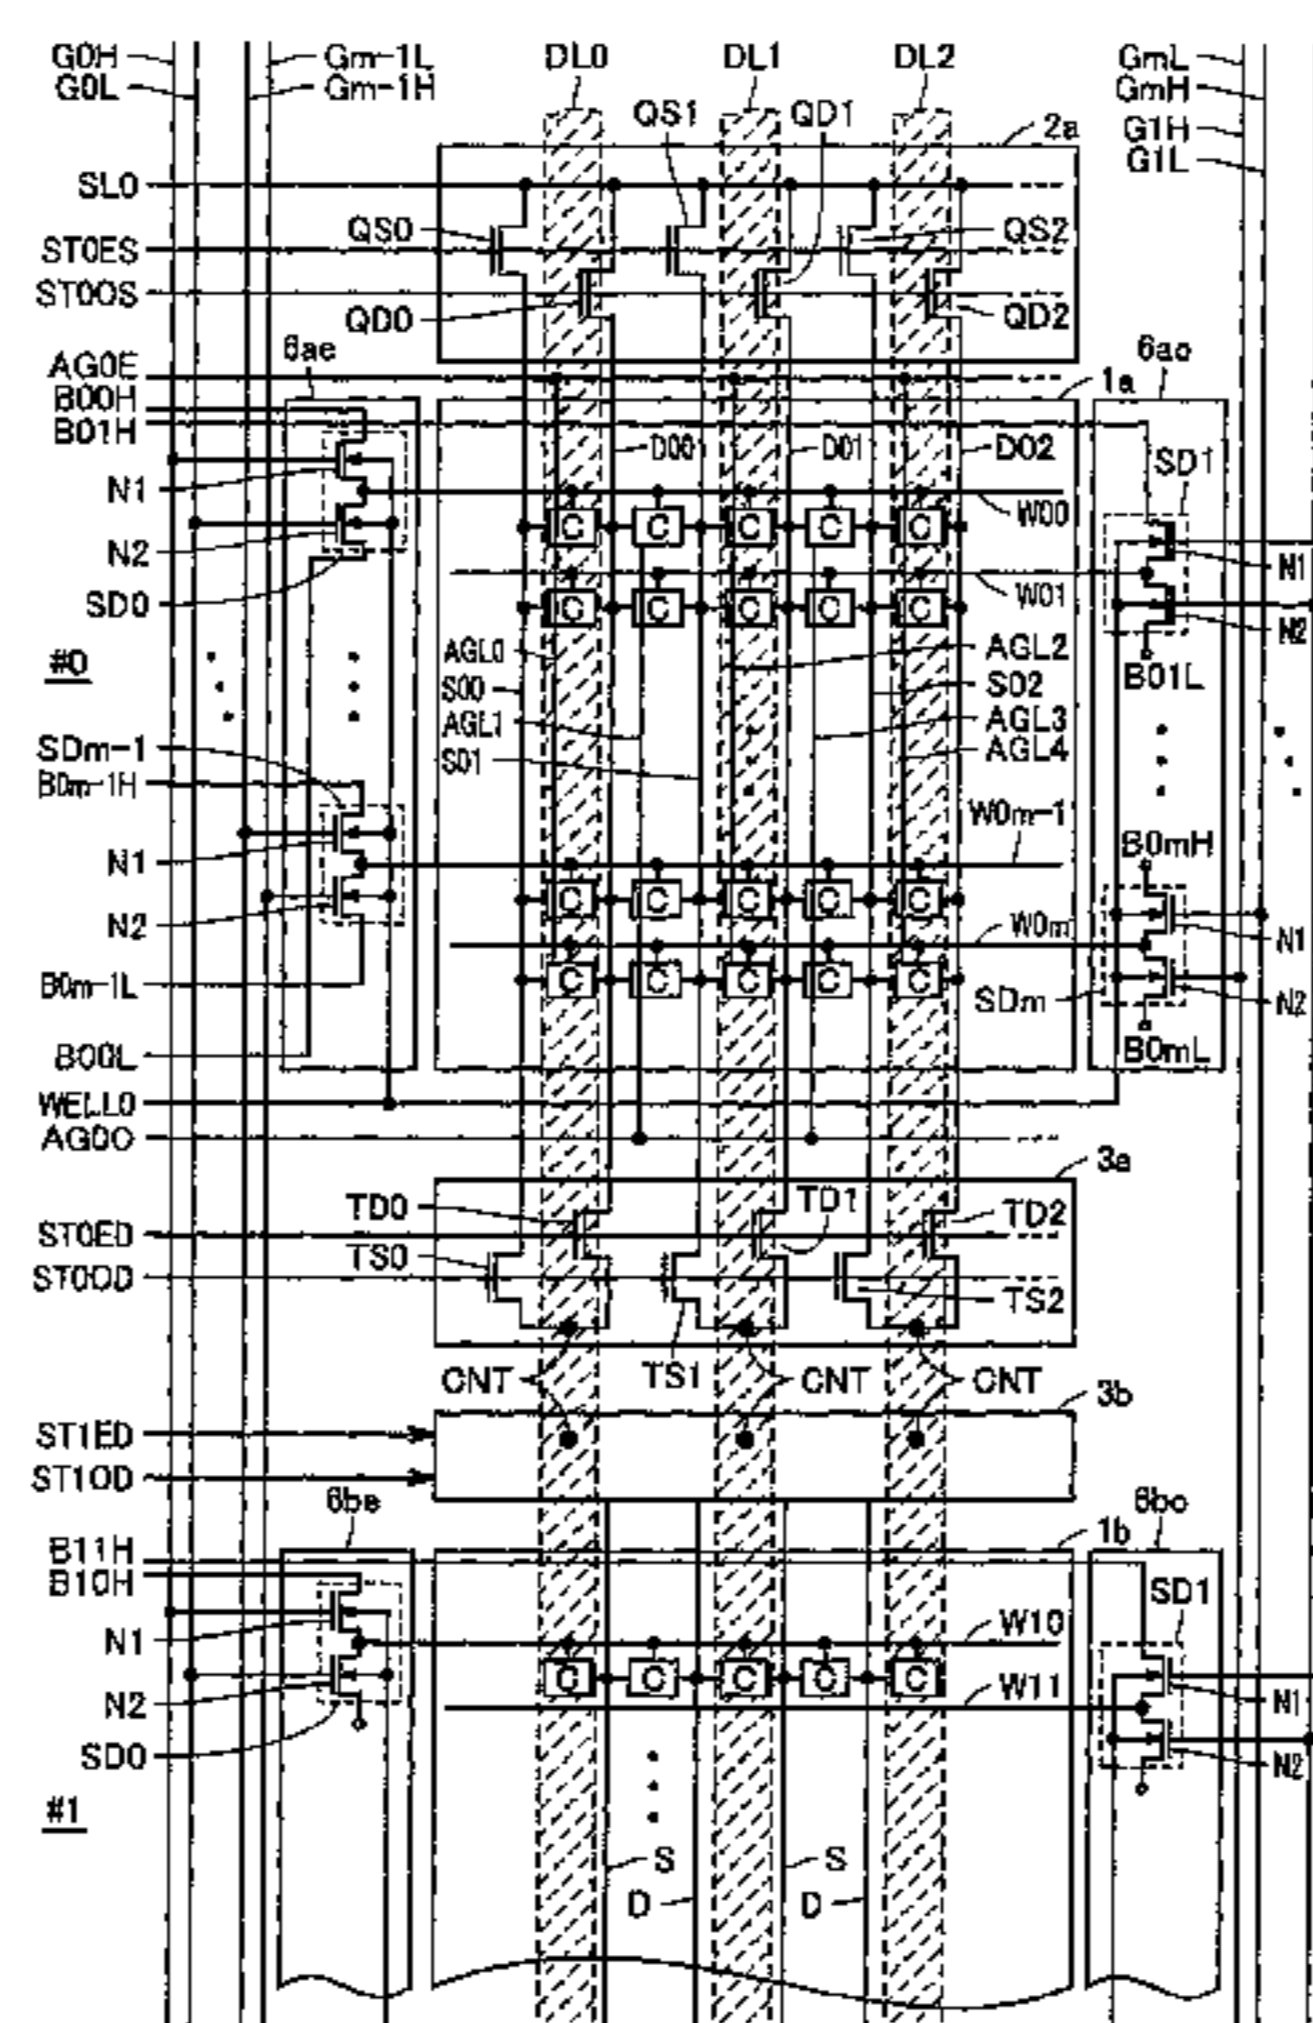 G0H Gm-1L DL0 DL1 DL2 GmL
G0L Gm-1H GmH
QS1 QD1 2a G1H
SL0 G1L
QS0 QS2
ST0ES
ST0OS
QD0 QD2
6ae 6ao
AG0E
B00H 1a
B01H
D00 D01 D02 SD1
N1
W00
C C C C C
N2 N1
SD0 W01
C C C C C N2
#0 AGL0 AGL2
S00 S02 B01L
AGL1 AGL3
SDm-1 S01 AGL4
B0m-1H
W0m-1
B0mH
N1
C C C C C
N2 W0m N1
B0m-1L C C C C C SDm N2
B00L B0mL
WELL0
AG0O
3a
TD0 TD1 TD2
ST0ED
TS0
ST0OD
TS2
CNT TS1 CNT CNT
3b
ST1ED
ST1OD
6be 6bo
B11H 1b
B10H
SD1
N1 W10
C C C C C
N2 W11 N1
SD0 N2
#1
S S
D D